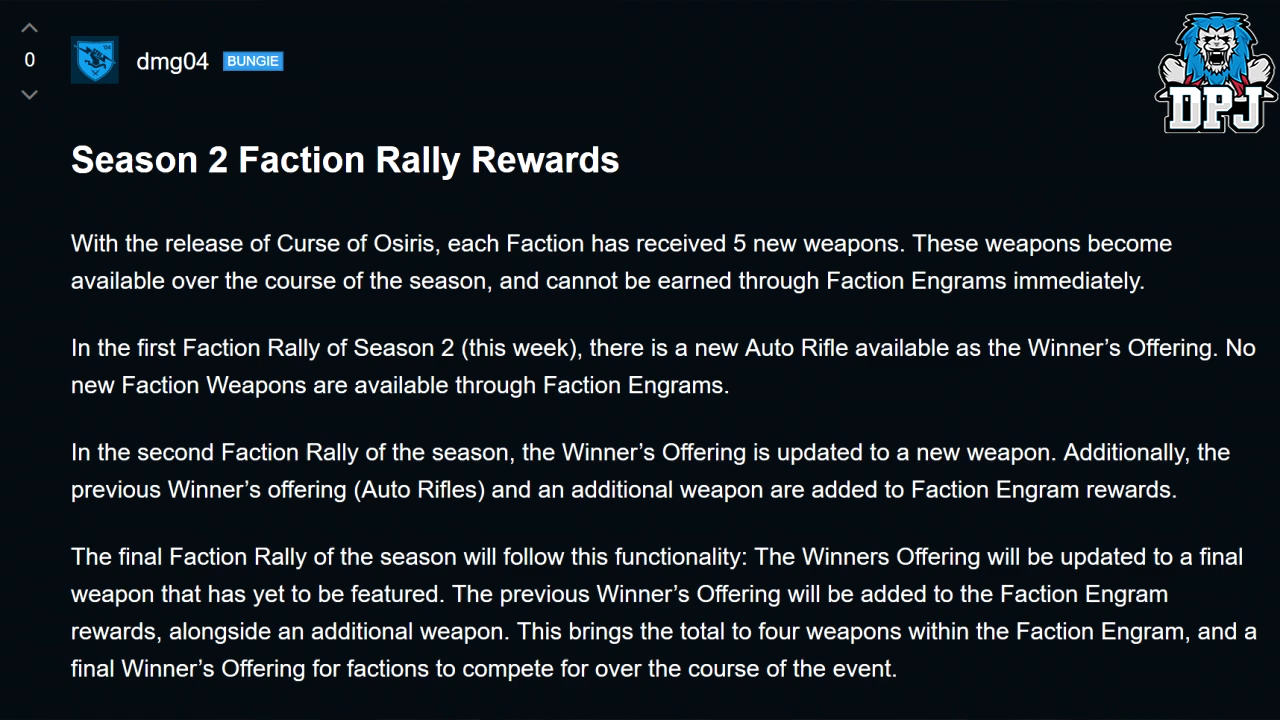 0
dmg04 BUNGIE
DPJ
Season 2 Faction Rally Rewards
With the release of Curse of Osiris, each Faction has received 5 new weapons. These weapons become
available over the course of the season, and cannot be earned through Faction Engrams immediately.
In the first Faction Rally of Season 2 (this week), there is a new Auto Rifle available as the Winner’s Offering. No
new Faction Weapons are available through Faction Engrams.
In the second Faction Rally of the season, the Winner’s Offering is updated to a new weapon. Additionally, the
previous Winner’s offering (Auto Rifles) and an additional weapon are added to Faction Engram rewards.
The final Faction Rally of the season will follow this functionality: The Winners Offering will be updated to a final
weapon that has yet to be featured. The previous Winner’s Offering will be added to the Faction Engram
rewards, alongside an additional weapon. This brings the total to four weapons within the Faction Engram, and a
final Winner’s Offering for factions to compete for over the course of the event.